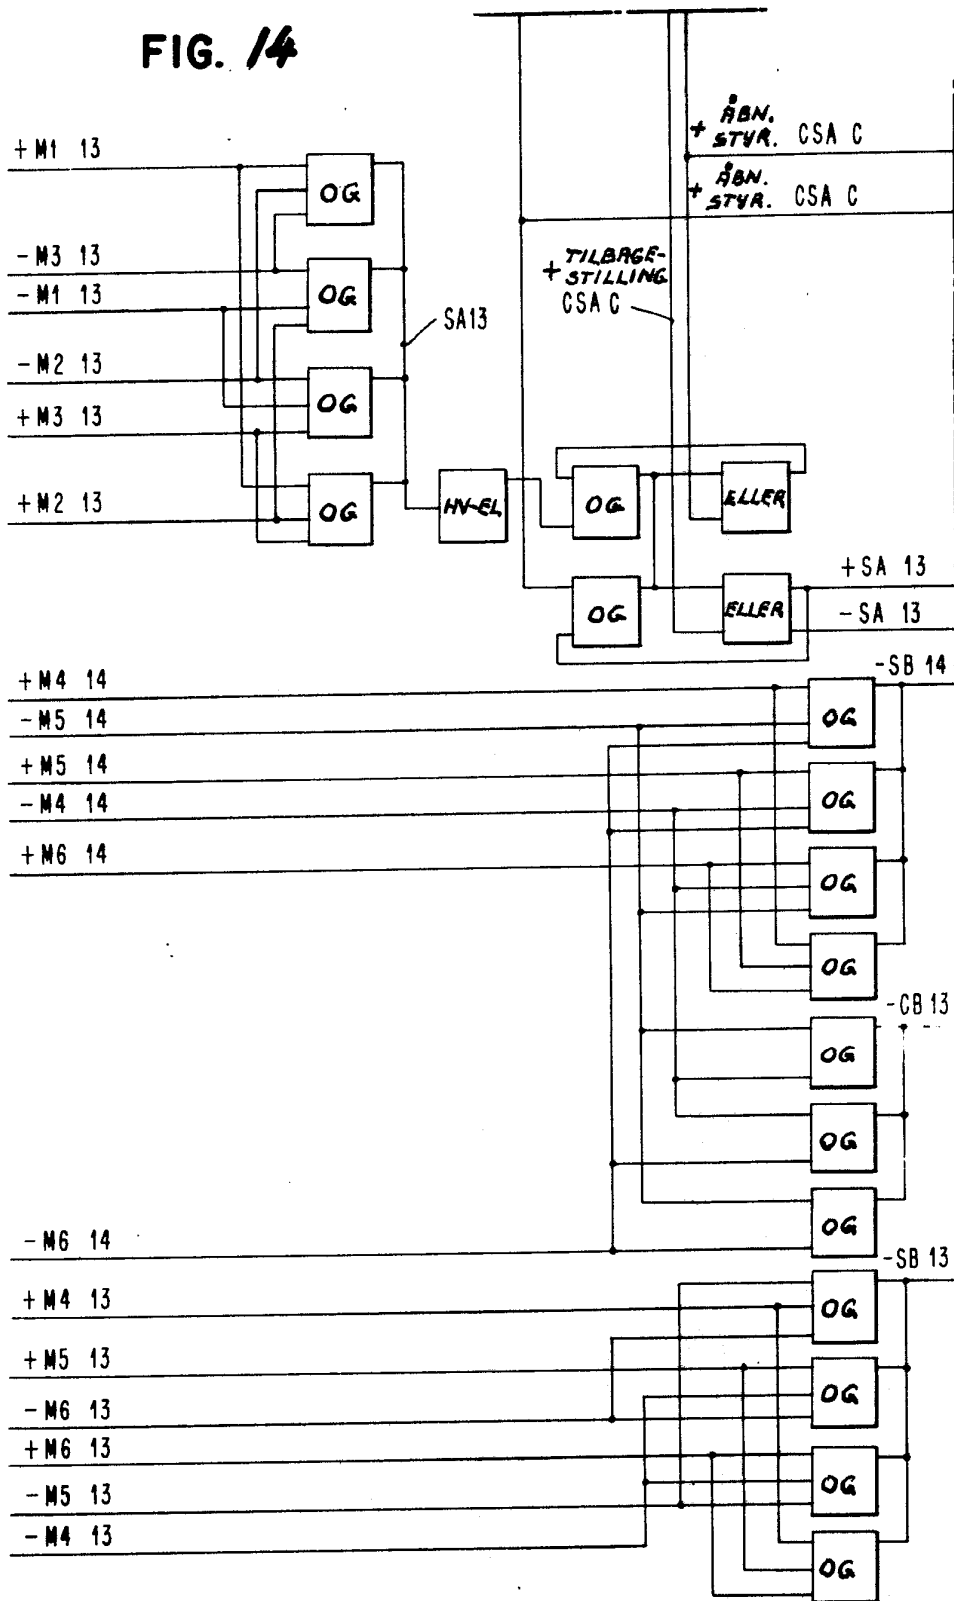 FIG. 14
+M1 13
-M3 13
-M1 13
-M2 13
+M3 13
+M2 13
OG
OG
OG
OG
SA13
HV-EL
+ ÅBN. STYR. CSA C
+ ÅBN. STYR. CSA C
+ TILBAGE-
STILLING
CSA C
OG
ELLER
OG
ELLER
+SA 13
-SA 13
+M4 14
-M5 14
+M5 14
-M4 14
+M6 14
-M6 14
-SB 14
OG
OG
OG
OG
-CB 13
OG
OG
OG
+M4 13
+M5 13
-M6 13
+M6 13
-M5 13
-M4 13
-SB 13
OG
OG
OG
OG